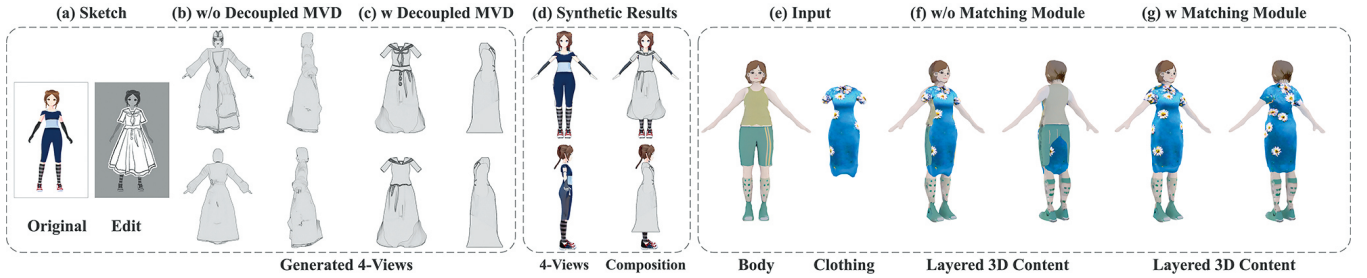 (a) Sketch
(b) w/o Decoupled MVD
(c) w Decoupled MVD
(d) Synthetic Results
(e) Input
(f) w/o Matching Module
(g) w Matching Module
Original
Edit
Generated 4-Views
4-Views
Composition
Body
Clothing
Layered 3D Content
Layered 3D Content